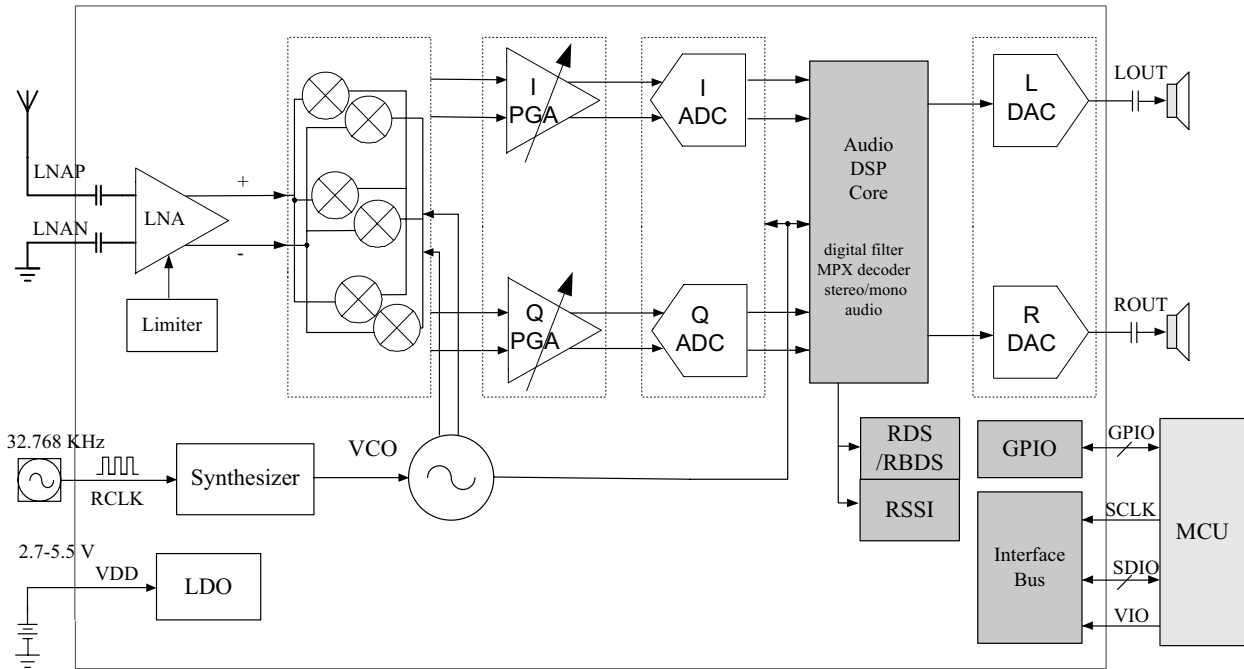 LNAP
LNAN
LNA
+
-
Limiter
I
PGA
Q
PGA
I
ADC
Q
ADC
Audio
DSP
Core
digital filter
MPX decoder
stereo/mono
audio
L
DAC
R
DAC
LOUT
ROUT
32.768 KHz
RCLK
Synthesizer
VCO
RDS
/RBDS
RSSI
2.7-5.5 V
VDD
LDO
GPIO
Interface
Bus
GPIO
SCLK
SDIO
VIO
MCU